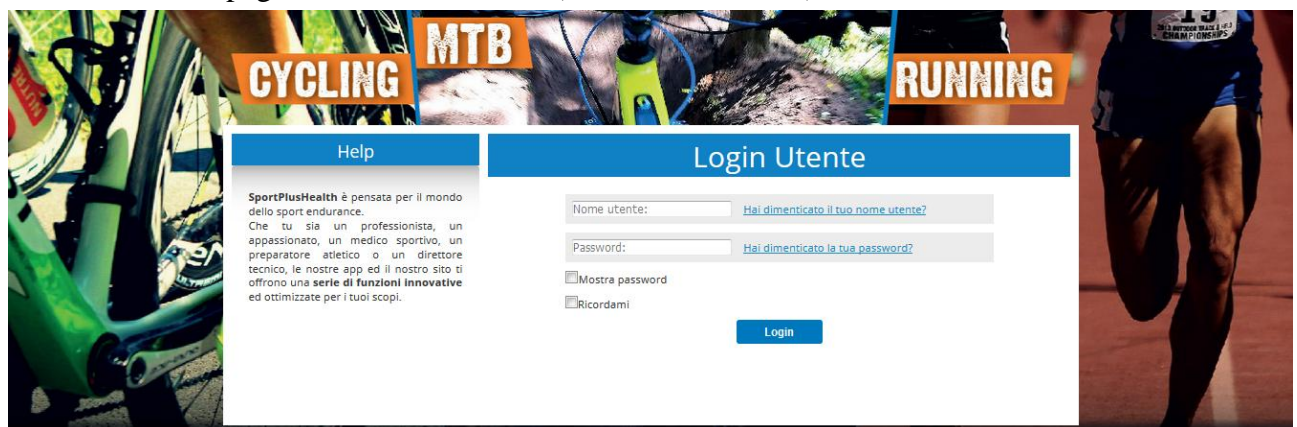 MTB
CYCLING
RUNNING
CHAMPIONSHIPS
Help
SportPlusHealth è pensata per il mondo
dello sport endurance.
Che tu sia un professionista, un
appassionato, un medico sportivo, un
preparatore atletico o un direttore
tecnico, le nostre app ed il nostro sito ti
offrono una serie di funzioni innovative
ed ottimizzate per i tuoi scopi.
Login Utente
Nome utente: Hai dimenticato il tuo nome utente?
Password: Hai dimenticato la tua password?
Mostra password
Ricordami
Login